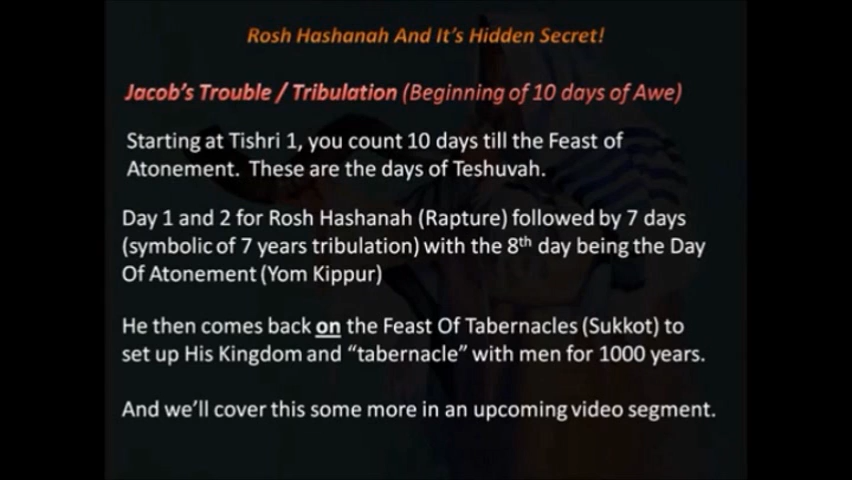 Rosh Hashanah And It's Hidden Secret!
Jacob's Trouble / Tribulation (Beginning of 10 days of Awe)
Starting at Tishri 1, you count 10 days till the Feast of
Atonement. These are the days of Teshuvah.
Day 1 and 2 for Rosh Hashanah (Rapture) followed by 7 days
(symbolic of 7 years tribulation) with the 8th day being the Day
Of Atonement (Yom Kippur)
He then comes back on the Feast Of Tabernacles (Sukkot) to
set up His Kingdom and “tabernacle” with men for 1000 years.
And we'll cover this some more in an upcoming video segment.